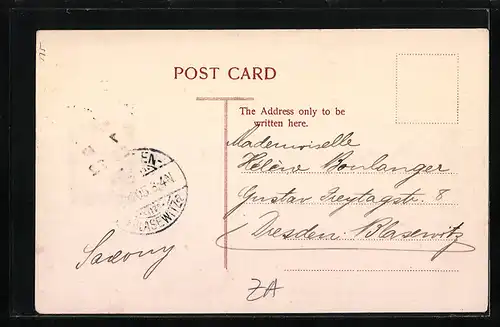 POST CARD
The Address only to be
written here.
Mademoiselle
Hélène Boulanger
Gustav Freytagstr. 8
Dresden-Blasewitz
Saxony
BLASEWITZ
ZA